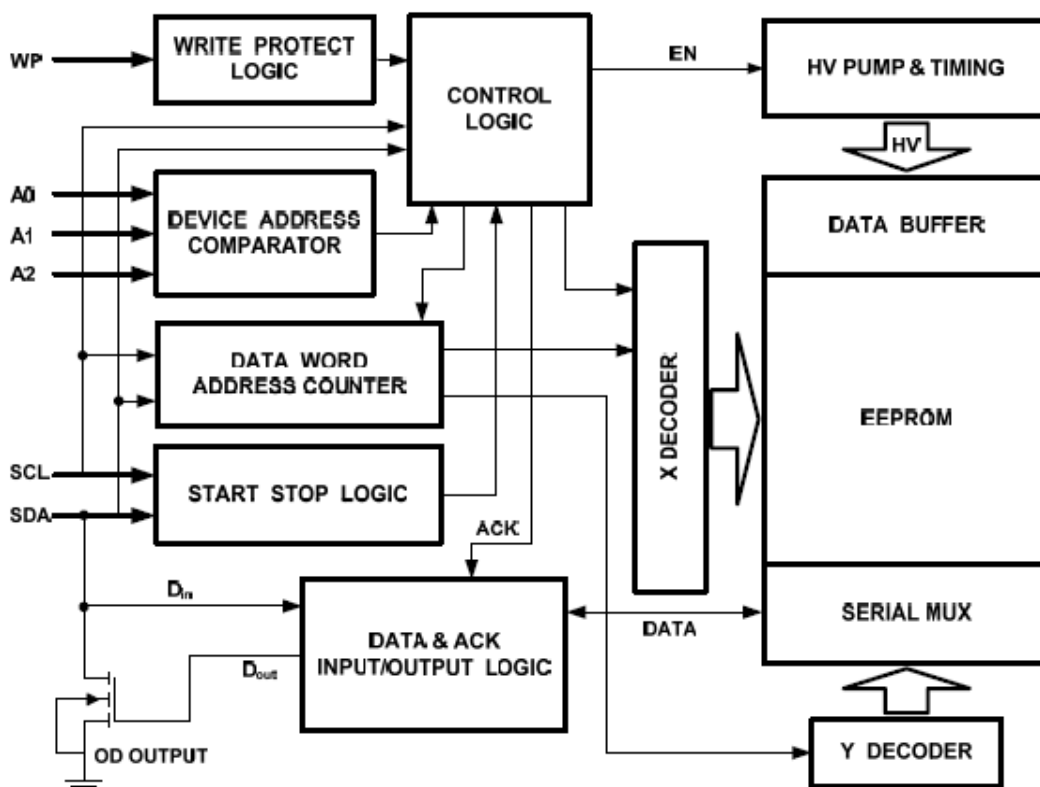 WP
WRITE PROTECT
LOGIC
CONTROL
LOGIC
EN
HV PUMP & TIMING
HV
A0
A1
A2
DEVICE ADDRESS
COMPARATOR
DATA BUFFER
DATA WORD
ADDRESS COUNTER
X DECODER
EEPROM
SCL
SDA
START STOP LOGIC
ACK
Din
DATA & ACK
INPUT/OUTPUT LOGIC
DATA
SERIAL MUX
Dout
OD OUTPUT
Y DECODER